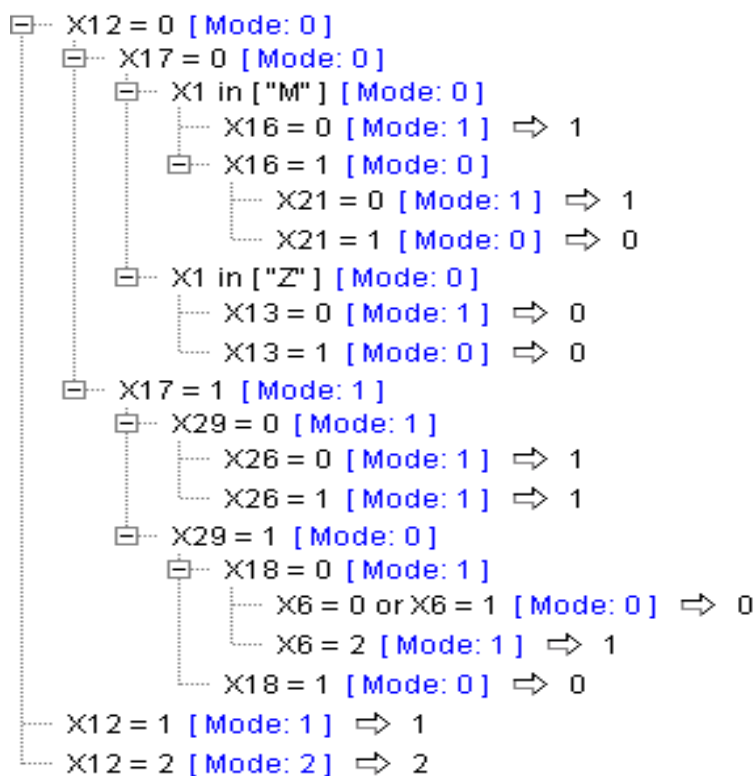 X12 = 0 [ Mode: 0 ]
X17 = 0 [ Mode: 0 ]
X1 in [ "M" ] [ Mode: 0 ]
X16 = 0 [ Mode: 1 ] ⇨ 1
X16 = 1 [ Mode: 0 ]
X21 = 0 [ Mode: 1 ] ⇨ 1
X21 = 1 [ Mode: 0 ] ⇨ 0
X1 in [ "Z" ] [ Mode: 0 ]
X13 = 0 [ Mode: 1 ] ⇨ 0
X13 = 1 [ Mode: 0 ] ⇨ 0
X17 = 1 [ Mode: 1 ]
X29 = 0 [ Mode: 1 ]
X26 = 0 [ Mode: 1 ] ⇨ 1
X26 = 1 [ Mode: 1 ] ⇨ 1
X29 = 1 [ Mode: 0 ]
X18 = 0 [ Mode: 1 ]
X6 = 0 or X6 = 1 [ Mode: 0 ] ⇨ 0
X6 = 2 [ Mode: 1 ] ⇨ 1
X18 = 1 [ Mode: 0 ] ⇨ 0
X12 = 1 [ Mode: 1 ] ⇨ 1
X12 = 2 [ Mode: 2 ] ⇨ 2